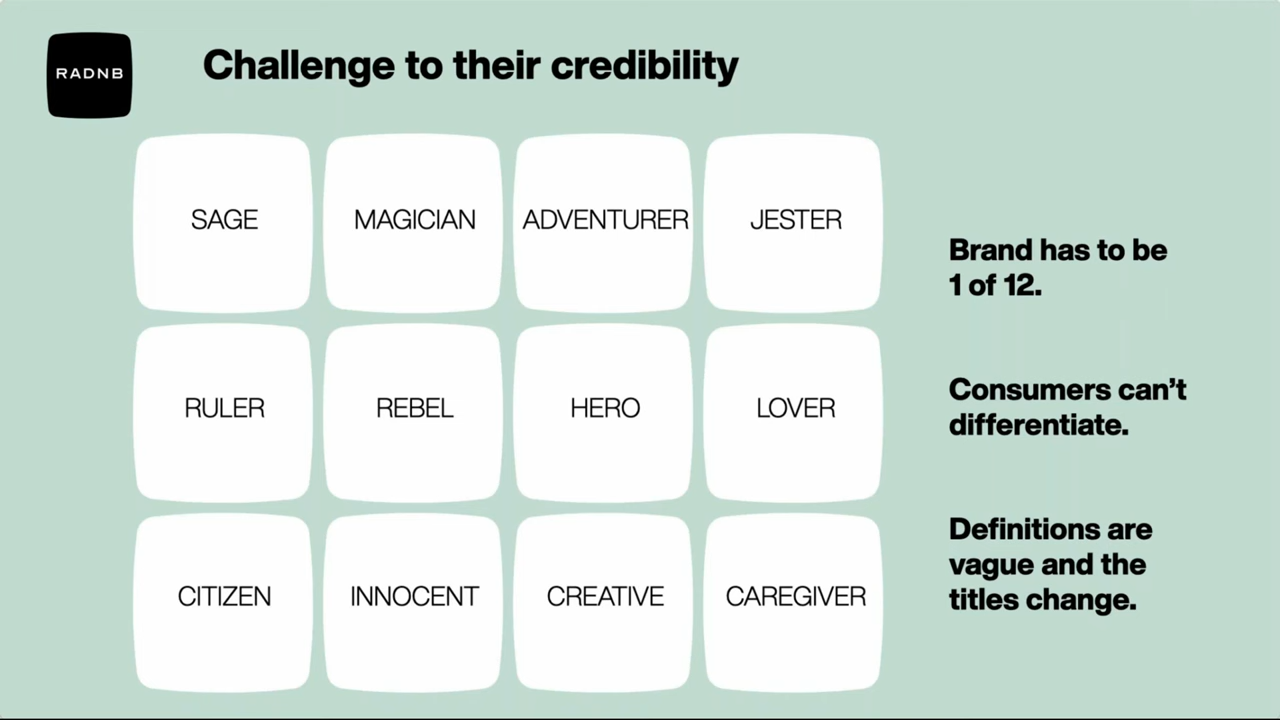 RADNB
Challenge to their credibility
SAGE
MAGICIAN
ADVENTURER
JESTER
RULER
REBEL
HERO
LOVER
CITIZEN
INNOCENT
CREATIVE
CAREGIVER
Brand has to be
1 of 12.
Consumers can’t
differentiate.
Definitions are
vague and the
titles change.